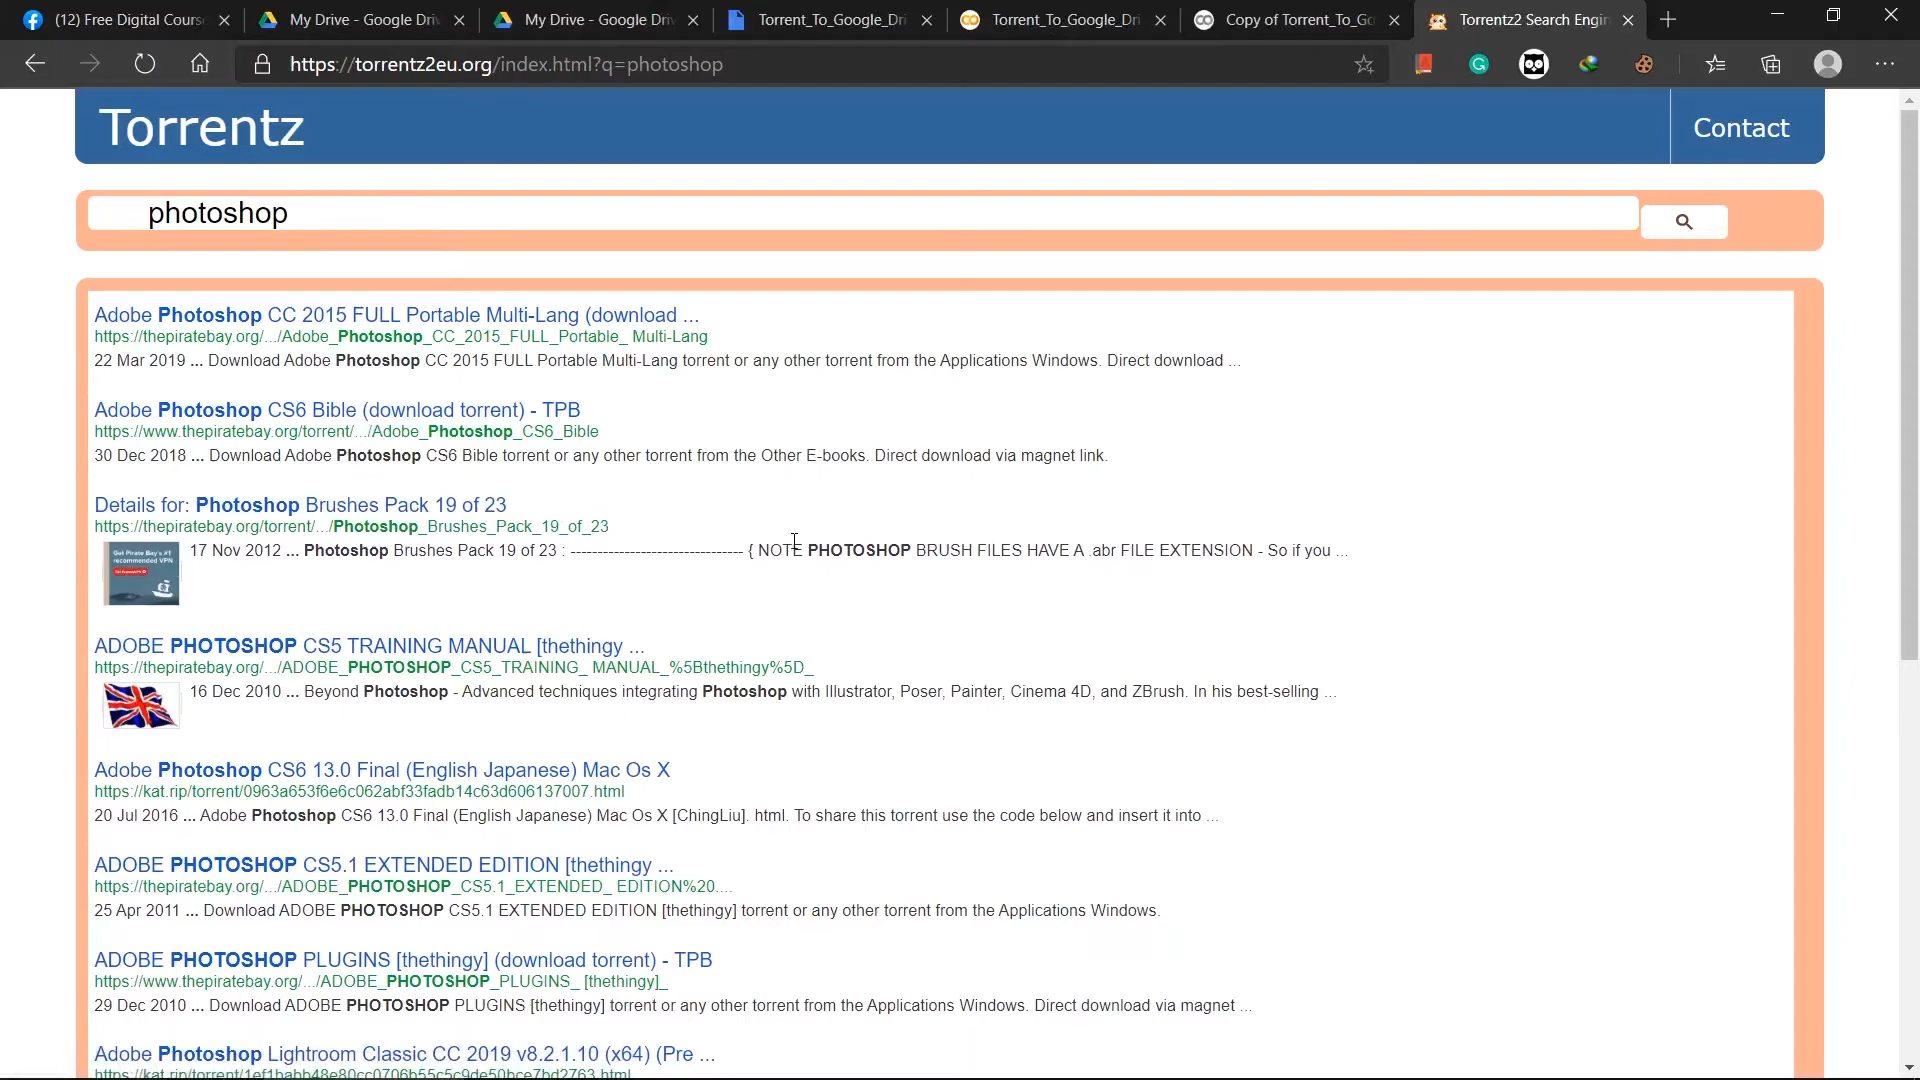 (12) Free Digital Cours
My Drive - Google Driv
My Drive - Google Driv
Torrent_To_Google_Dri
Torrent_To_Google_Dri
Copy of Torrent_To_Go
Torrentz2 Search Engin
https://torrentz2eu.org/index.html?q=photoshop
Torrentz
Contact
photoshop
Adobe Photoshop CC 2015 FULL Portable Multi-Lang (download ...
https://thepiratebay.org/.../Adobe_Photoshop_CC_2015_FULL_Portable_ Multi-Lang
22 Mar 2019 ... Download Adobe Photoshop CC 2015 FULL Portable Multi-Lang torrent or any other torrent from the Applications Windows. Direct download ...
Adobe Photoshop CS6 Bible (download torrent) - TPB
https://www.thepiratebay.org/torrent/.../Adobe_Photoshop_CS6_Bible
30 Dec 2018 ... Download Adobe Photoshop CS6 Bible torrent or any other torrent from the Other E-books. Direct download via magnet link.
Details for: Photoshop Brushes Pack 19 of 23
https://thepiratebay.org/torrent/.../Photoshop_Brushes_Pack_19_of_23
Get Pirate Bay's #1
recommended VPN
17 Nov 2012 ... Photoshop Brushes Pack 19 of 23 : -------------------------------- { NOTE PHOTOSHOP BRUSH FILES HAVE A .abr FILE EXTENSION - So if you ...
ADOBE PHOTOSHOP CS5 TRAINING MANUAL [thethingy ...
https://thepiratebay.org/.../ADOBE_PHOTOSHOP_CS5_TRAINING_ MANUAL_%5Bthethingy%5D_
16 Dec 2010 ... Beyond Photoshop - Advanced techniques integrating Photoshop with Illustrator, Poser, Painter, Cinema 4D, and ZBrush. In his best-selling ...
Adobe Photoshop CS6 13.0 Final (English Japanese) Mac Os X
https://kat.rip/torrent/0963a653f6e6c062abf33fadb14c63d606137007.html
20 Jul 2016 ... Adobe Photoshop CS6 13.0 Final (English Japanese) Mac Os X [ChingLiu]. html. To share this torrent use the code below and insert it into ...
ADOBE PHOTOSHOP CS5.1 EXTENDED EDITION [thethingy ...
https://thepiratebay.org/.../ADOBE_PHOTOSHOP_CS5.1_EXTENDED_ EDITION%20....
25 Apr 2011 ... Download ADOBE PHOTOSHOP CS5.1 EXTENDED EDITION [thethingy] torrent or any other torrent from the Applications Windows.
ADOBE PHOTOSHOP PLUGINS [thethingy] (download torrent) - TPB
https://www.thepiratebay.org/.../ADOBE_PHOTOSHOP_PLUGINS_ [thethingy]_
29 Dec 2010 ... Download ADOBE PHOTOSHOP PLUGINS [thethingy] torrent or any other torrent from the Applications Windows. Direct download via magnet ...
Adobe Photoshop Lightroom Classic CC 2019 v8.2.1.10 (x64) (Pre ...
https://kat.rip/torrent/1ef1babb48e80cc0706b55c5c9de50bce7bd2763.html